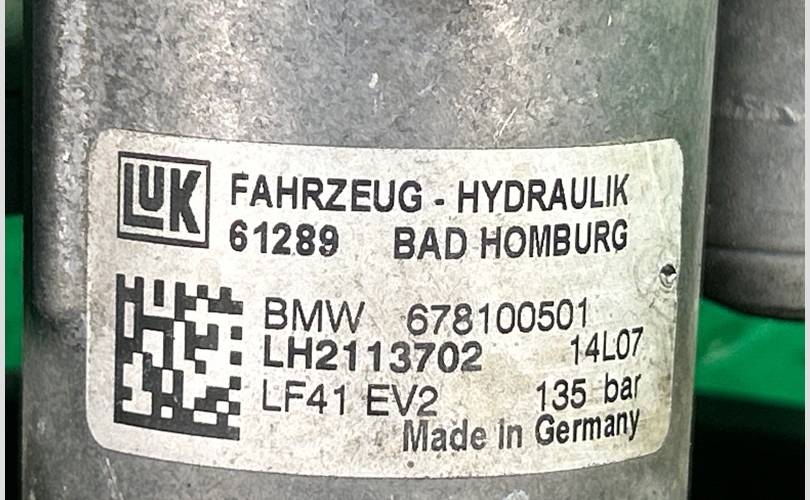 LUK
FAHRZEUG - HYDRAULIK
61289 BAD HOMBURG
BMW 678100501
LH2113702 14L07
LF41 EV2 135 bar
Made in Germany